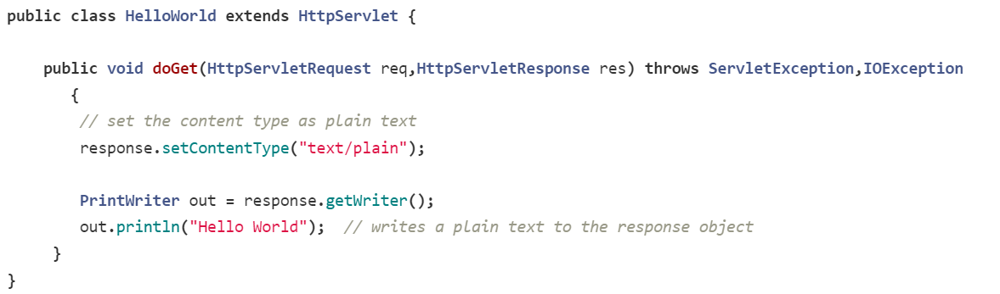 public class HelloWorld extends HttpServlet {
public void doGet(HttpServletRequest req,HttpServletResponse res) throws ServletException,IOException
{
// set the content type as plain text
response.setContentType("text/plain");
PrintWriter out = response.getWriter();
out.println("Hello World");  // writes a plain text to the response object
}
}